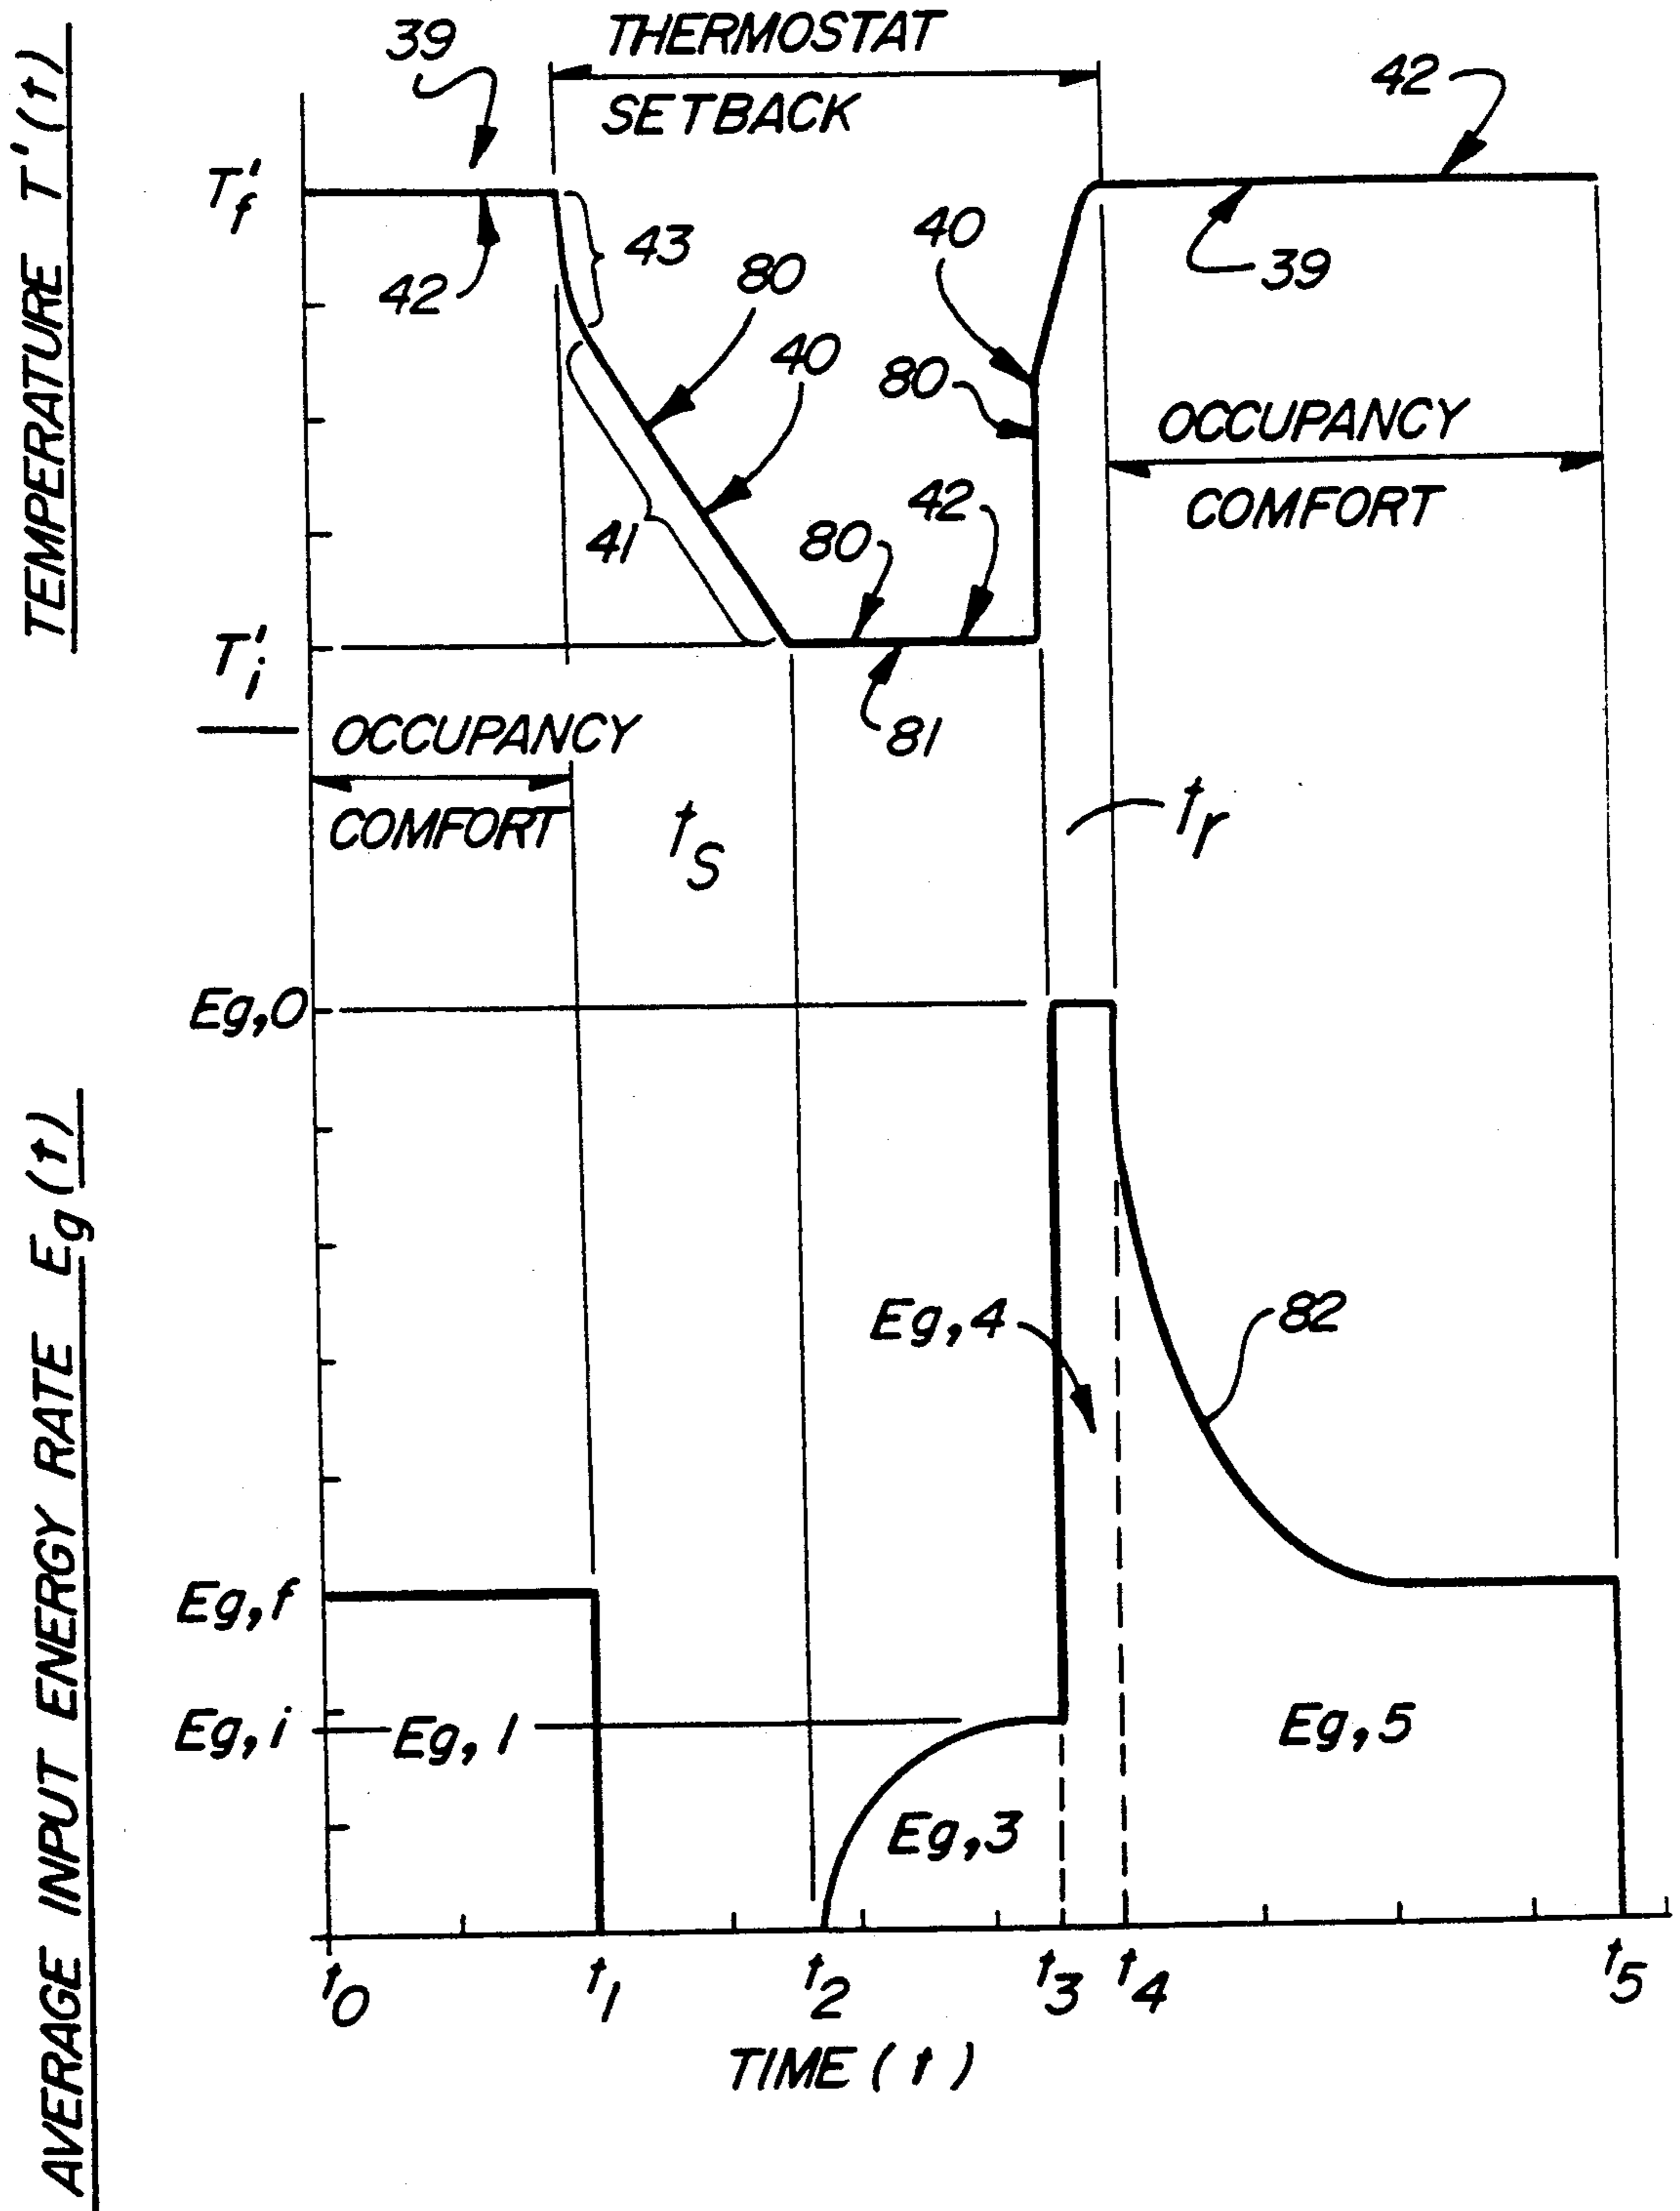 TEMPERATURE T'(t)
39
THERMOSTAT
SETBACK
42
T'f
42
43
80
40
40
39
80
41
80
42
OCCUPANCY
COMFORT
T'i
81
OCCUPANCY
COMFORT
ts
tr
Eg,0
AVERAGE INPUT ENERGY RATE Eg(t)
Eg,4
82
Eg,f
Eg,i
Eg,1
Eg,5
Eg,3
t0
t1
t2
t3
t4
t5
TIME (t)